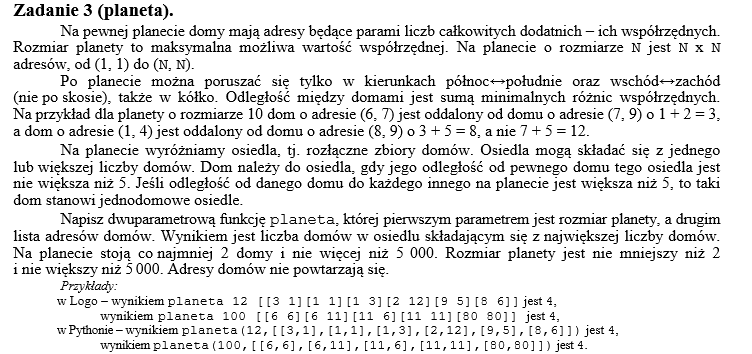 Zadanie 3 (planeta).
Na pewnej planecie domy mają adresy będące parami liczb całkowitych dodatnich – ich współrzędnych.
Rozmiar planety to maksymalna możliwa wartość współrzędnej. Na planecie o rozmiarze N jest N x N
adresów, od (1, 1) do (N, N).
Po planecie można poruszać się tylko w kierunkach północ↔południe oraz wschód↔zachód
(nie po skosie), także w kółko. Odległość między domami jest sumą minimalnych różnic współrzędnych.
Na przykład dla planety o rozmiarze 10 dom o adresie (6, 7) jest oddalony od domu o adresie (7, 9) o 1 + 2 = 3,
a dom o adresie (1, 4) jest oddalony od domu o adresie (8, 9) o 3 + 5 = 8, a nie 7 + 5 = 12.
Na planecie wyróżniamy osiedla, tj. rozłączne zbiory domów. Osiedla mogą składać się z jednego
lub większej liczby domów. Dom należy do osiedla, gdy jego odległość od pewnego domu tego osiedla jest
nie większa niż 5. Jeśli odległość od danego domu do każdego innego na planecie jest większa niż 5, to taki
dom stanowi jednodomowe osiedle.
Napisz dwuparametrową funkcję planeta, której pierwszym parametrem jest rozmiar planety, a drugim
lista adresów domów. Wynikiem jest liczba domów w osiedlu składającym się z największej liczby domów.
Na planecie stoją co najmniej 2 domy i nie więcej niż 5 000. Rozmiar planety jest nie mniejszy niż 2
i nie większy niż 5 000. Adresy domów nie powtarzają się.
Przykłady:
w Logo – wynikiem planeta 12 [[3 1][1 1][1 3][2 12][9 5][8 6]] jest 4,
wynikiem planeta 100 [[6 6][6 11][11 6][11 11][80 80]] jest 4,
w Pythonie – wynikiem planeta(12,[[3,1],[1,1],[1,3],[2,12],[9,5],[8,6]]) jest 4,
wynikiem planeta(100,[[6,6],[6,11],[11,6],[11,11],[80,80]]) jest 4.